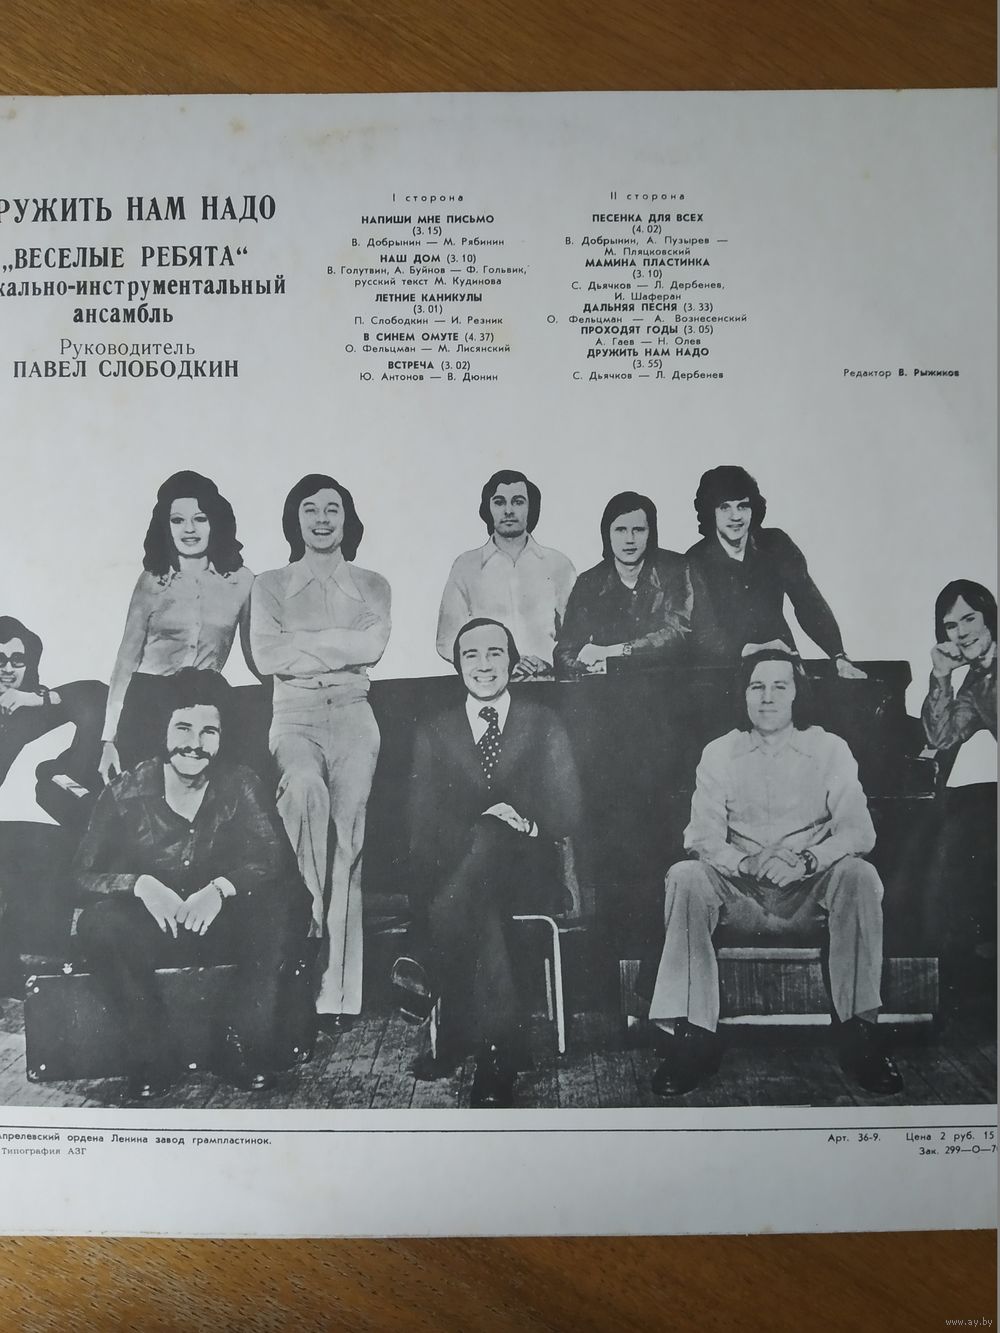 РУЖИТЬ НАМ НАДО
„ВЕСЕЛЫЕ РЕБЯТА“
кально-инструментальный
ансамбль
Руководитель
ПАВЕЛ СЛОБОДКИН
I сторона
НАПИШИ МНЕ ПИСЬМО
(3.15)
В. Добрынин — М. Рябинин
НАШ ДОМ (3.10)
В. Голутвин, А. Буйнов — Ф. Гольвик,
русский текст М. Кудинова
ЛЕТНИЕ КАНИКУЛЫ
(3.01)
П. Слободкин — И. Резник
В СИНЕМ ОМУТЕ (4.37)
О. Фельцман — М. Лисянский
ВСТРЕЧА (3.02)
Ю. Антонов — В. Дюнин
II сторона
ПЕСЕНКА ДЛЯ ВСЕХ
(4.02)
В. Добрынин, А. Пузырев —
М. Пляцковский
МАМИНА ПЛАСТИНКА
(3.10)
С. Дьячков — Л. Дербенев,
И. Шаферан
ДАЛЬНЯЯ ПЕСНЯ (3.33)
О. Фельцман — А. Вознесенский
ПРОХОДЯТ ГОДЫ (3.05)
А. Гаев — Н. Олев
ДРУЖИТЬ НАМ НАДО
(3.55)
С. Дьячков — Л. Дербенев
Редактор В. Рыжиков
Апрелевский ордена Ленина завод грампластинок.
Типография АЗГ
Арт. 36-9. Цена 2 руб. 15
Зак. 299—О—7
www.ay.by